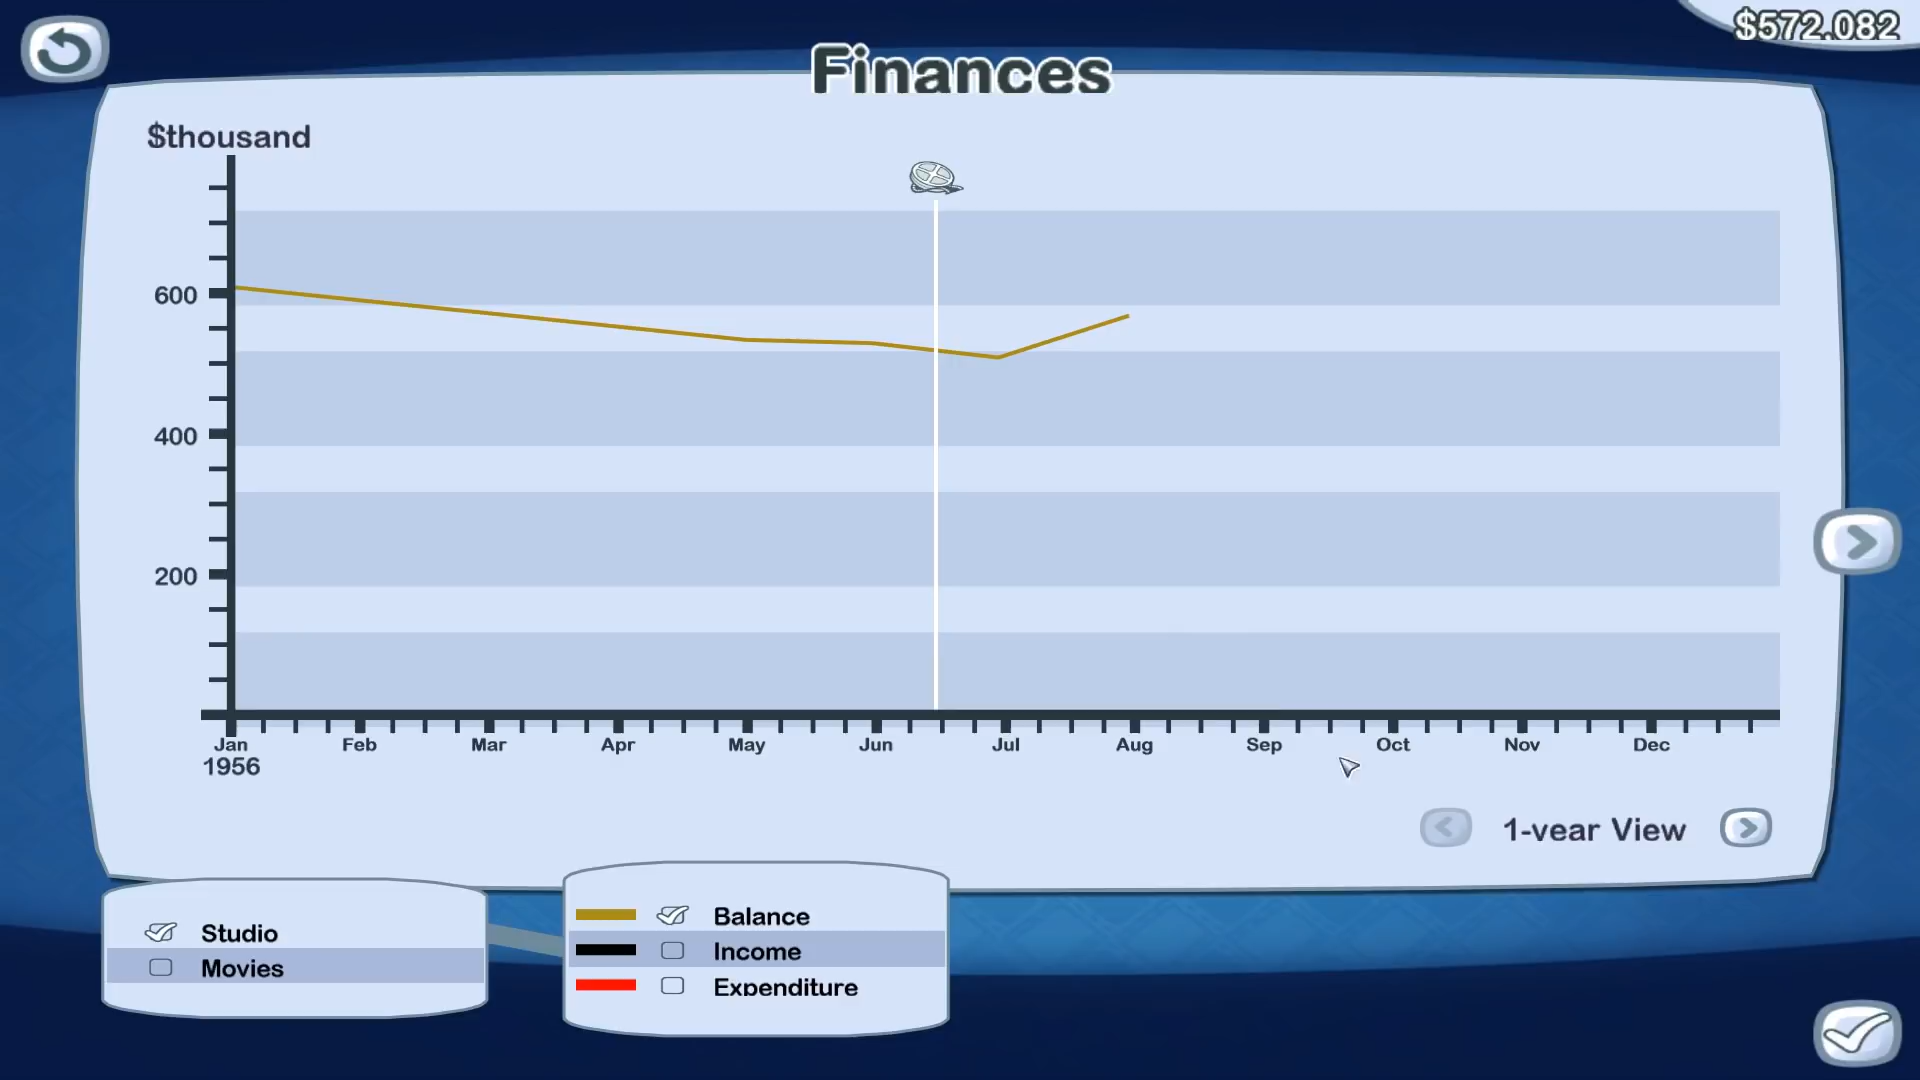 $572,082
Finances
$thousand
600
400
200
Jan Feb Mar Apr May Jun Jul Aug Sep Oct Nov Dec
1956
1-year View
Studio
Movies
Balance
Income
Expenditure